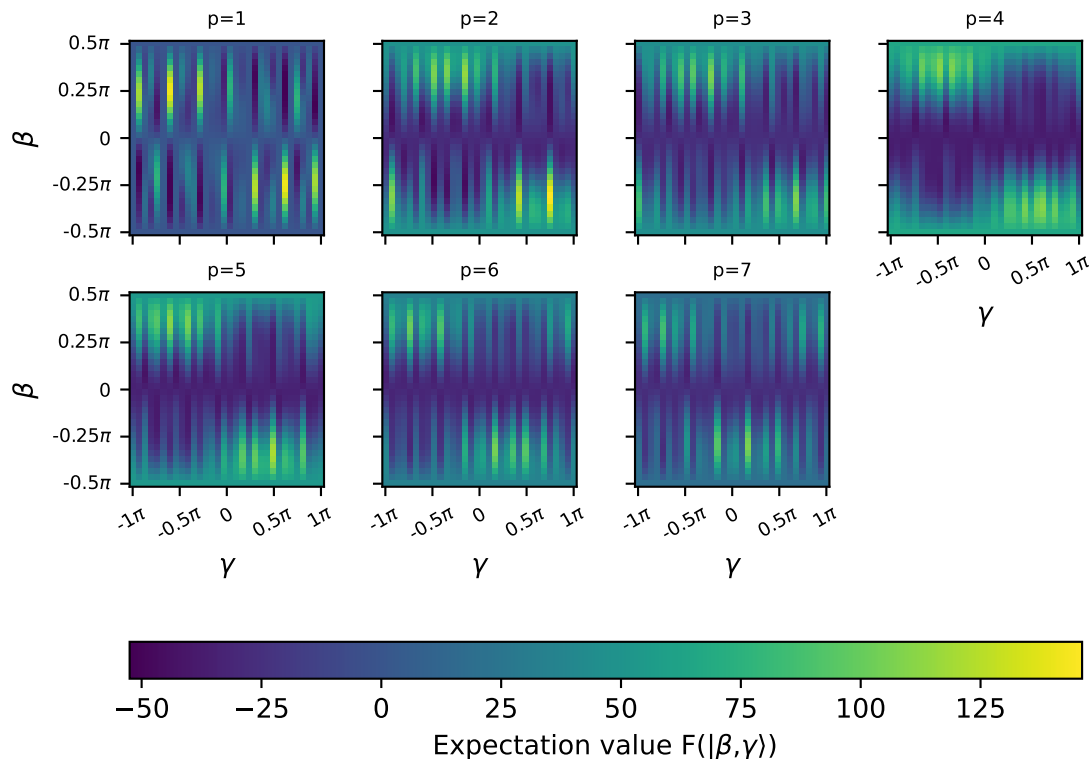 p=1 p=2 p=3 p=4
0.5π
0.25π
0
-0.25π
-0.5π
β
-1π -0.5π 0 0.5π 1π
γ
p=5 p=6 p=7
0.5π
0.25π
0
-0.25π
-0.5π
β
-1π -0.5π 0 0.5π 1π -1π -0.5π 0 0.5π 1π -1π -0.5π 0 0.5π 1π
γ γ γ
−50 −25 0 25 50 75 100 125
Expectation value F(|β,γ⟩)